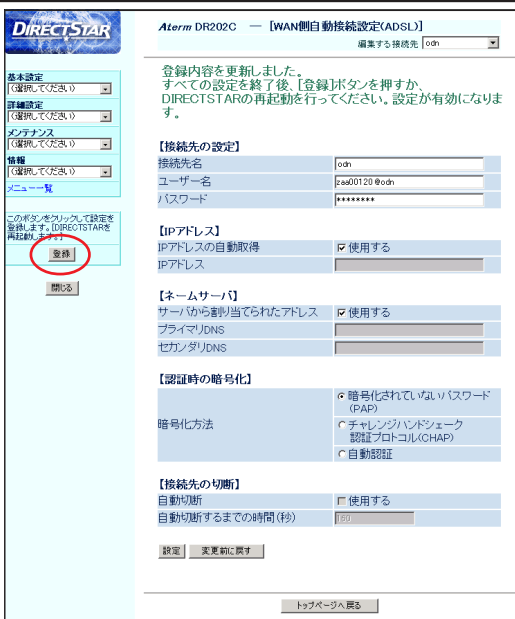 DIRECTSTAR
基本設定
(選択してください)
詳細設定
(選択してください)
メンテナンス
(選択してください)
情報
(選択してください)
メニュー一覧
このボタンをクリックして設定を
登録します。[DIRECTSTARを
再起動します。]
登録
閉じる
Aterm DR202C — [WAN側自動接続設定(ADSL)]
編集する接続先 odn
登録内容を更新しました。
すべての設定を終了後、[登録]ボタンを押すか、
DIRECTSTARの再起動を行ってください。設定が有効になりま
す。
【接続先の設定】
接続先名 odn
ユーザー名 zaa00120@odn
パスワード ********
【IPアドレス】
IPアドレスの自動取得 使用する
IPアドレス
【ネームサーバ】
サーバから割り当てられたアドレス 使用する
プライマリDNS
セカンダリDNS
【認証時の暗号化】
暗号化方法
暗号化されていないパスワード
(PAP)
チャレンジハンドシェーク
認証プロトコル(CHAP)
自動認証
【接続先の切断】
自動切断 使用する
自動切断するまでの時間(秒) 180
設定 変更前に戻す
トップページへ戻る